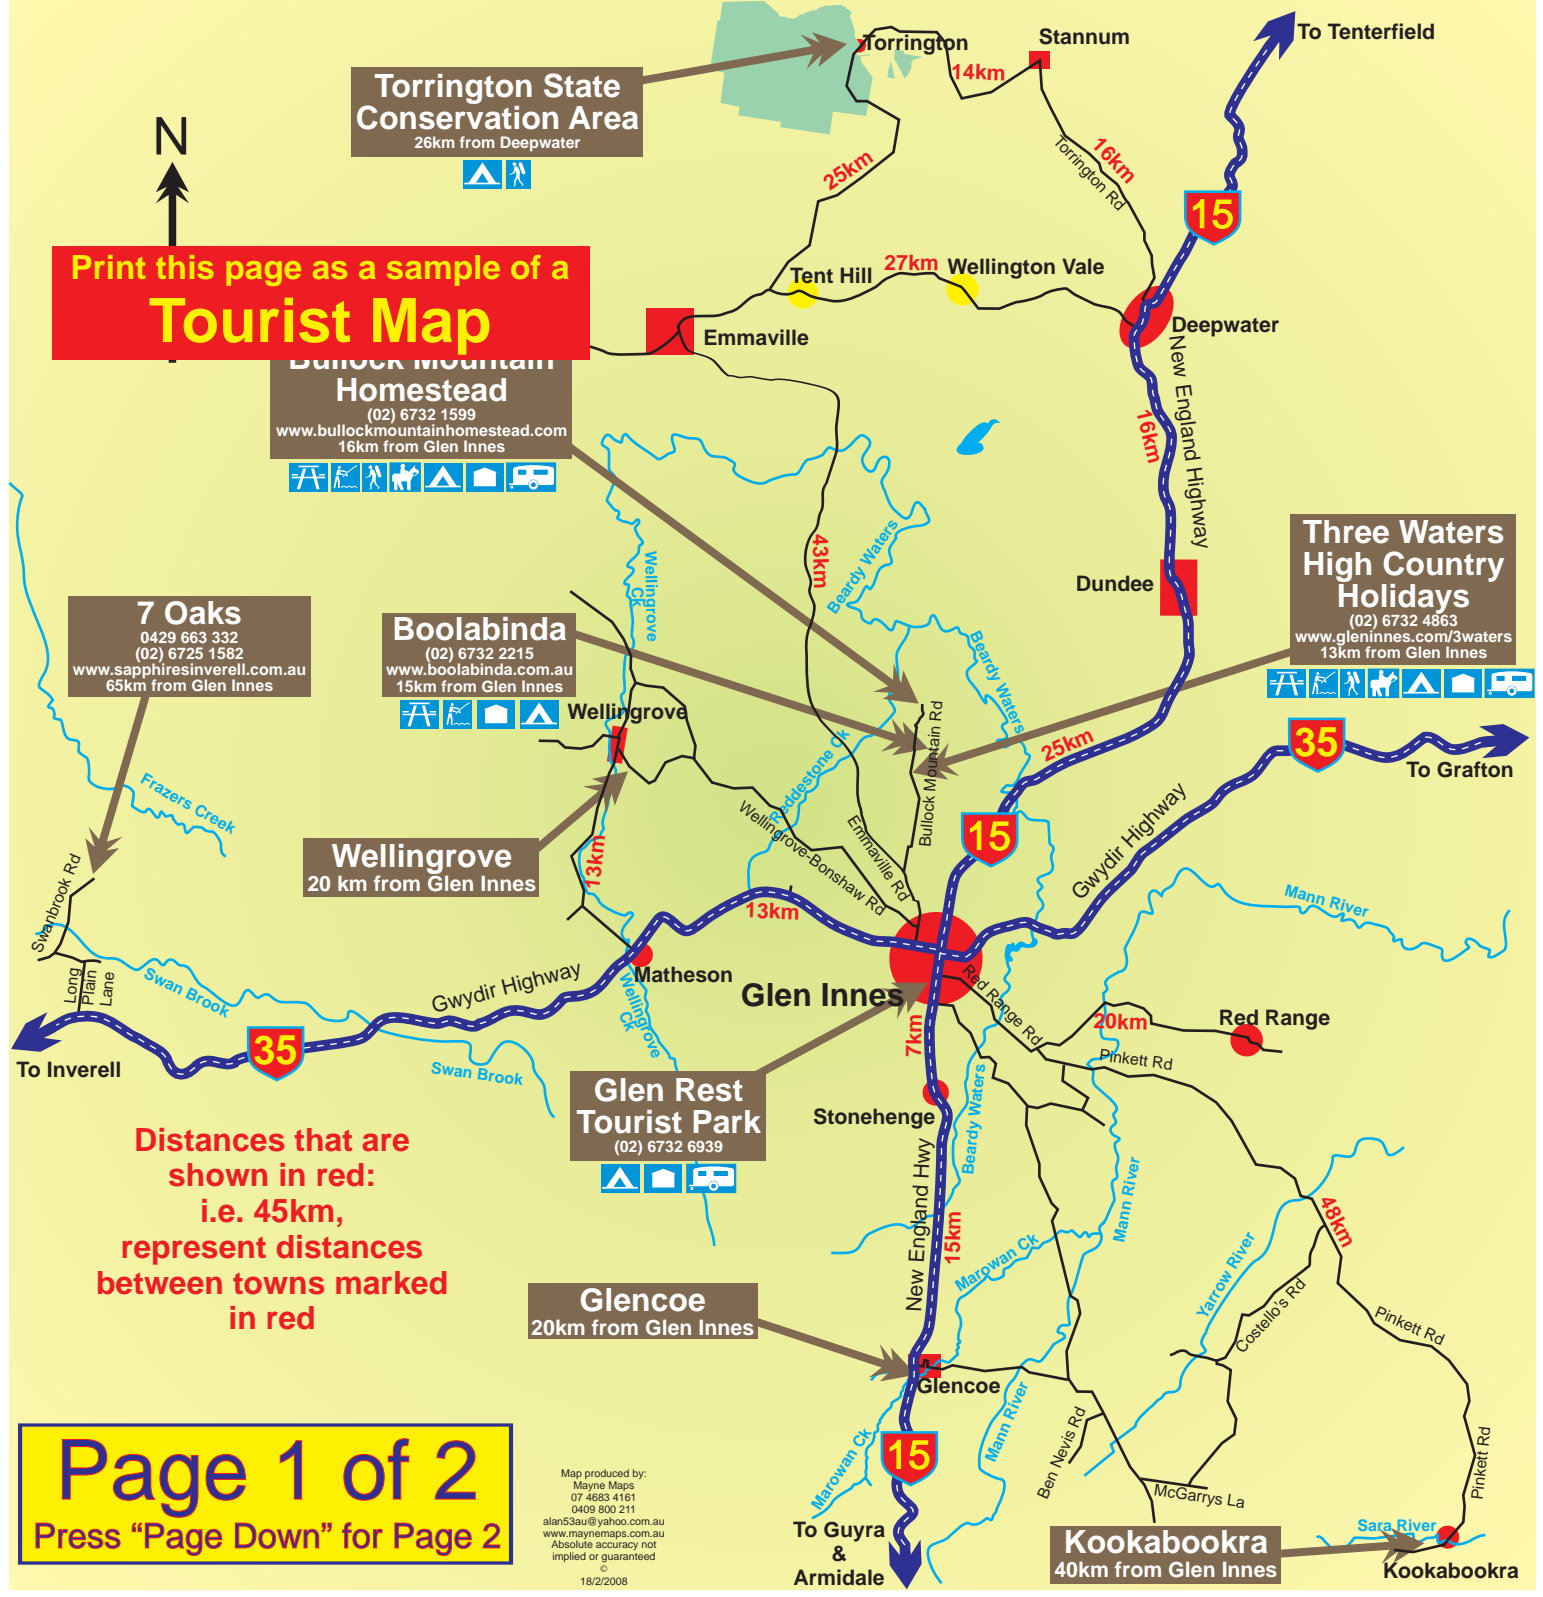 To Tenterfield
Stannum
Torrington
14km
Torrington State
Conservation Area
26km from Deepwater
N
25km
16km
Torrington Rd
15
Print this page as a sample of a
Tourist Map
Tent Hill
27km
Wellington Vale
Emmaville
Deepwater
Bullock Mountain
Homestead
(02) 6732 1599
www.bullockmountainhomestead.com
16km from Glen Innes
New England Highway
16km
43km
Beardy Waters
Wellingrove
Ck
Dundee
Three Waters
High Country
Holidays
(02) 6732 4863
www.gleninnes.com/3waters
13km from Glen Innes
7 Oaks
0429 663 332
(02) 6725 1582
www.sapphiresinverell.com.au
65km from Glen Innes
Boolabinda
(02) 6732 2215
www.boolabinda.com.au
15km from Glen Innes
Beardy Waters
Wellingrove
Bullock Mountain Rd
25km
35
To Grafton
Reddestone Ck
Frazers Creek
Wellingrove
20 km from Glen Innes
13km
Wellingrove-Bonshaw Rd
Emmaville Rd
15
Gwydir Highway
Mann River
13km
Swanbrook Rd
Swan Brook
Long
Plain
Lane
Gwydir Highway
Matheson
Wellingrove
Ck
Glen Innes
Red Range Rd
20km
Red Range
7km
Pinkett Rd
35
To Inverell
Swan Brook
Glen Rest
Tourist Park
(02) 6732 6939
Stonehenge
Beardy Waters
Mann River
Distances that are
shown in red:
i.e. 45km,
represent distances
between towns marked
in red
New England Hwy
15km
Marowan Ck
48km
Yarrow River
Costello's Rd
Pinkett Rd
Glencoe
20km from Glen Innes
Glencoe
Mann River
Marowan Ck
15
Ben Nevis Rd
McGarrys La
Pinkett Rd
Page 1 of 2
Press “Page Down” for Page 2
Map produced by:
Mayne Maps
07 4683 4161
0409 800 211
alan53au@yahoo.com.au
www.maynemaps.com.au
Absolute accuracy not
implied or guaranteed
©
18/2/2008
To Guyra
&
Armidale
Sara River
Kookabookra
40km from Glen Innes
Kookabookra